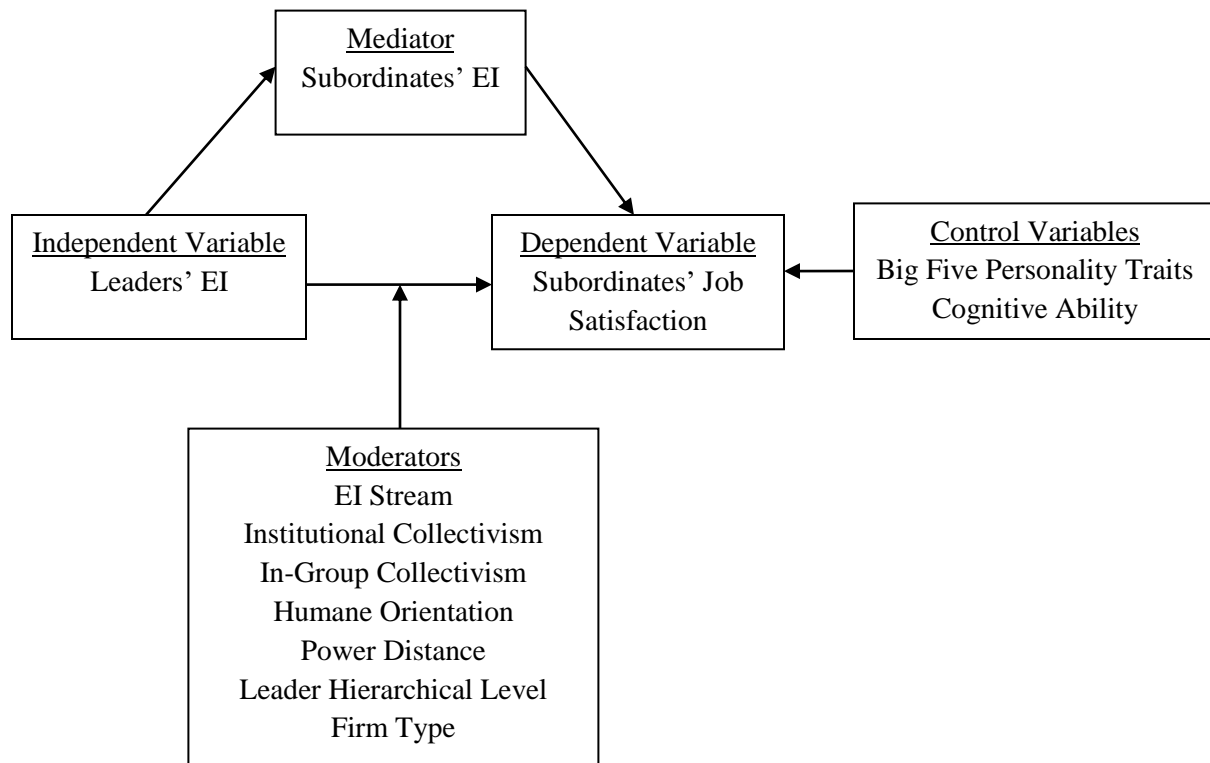 Mediator
Subordinates’ EI
Independent Variable
Leaders’ EI
Dependent Variable
Subordinates’ Job
Satisfaction
Control Variables
Big Five Personality Traits
Cognitive Ability
Moderators
EI Stream
Institutional Collectivism
In-Group Collectivism
Humane Orientation
Power Distance
Leader Hierarchical Level
Firm Type